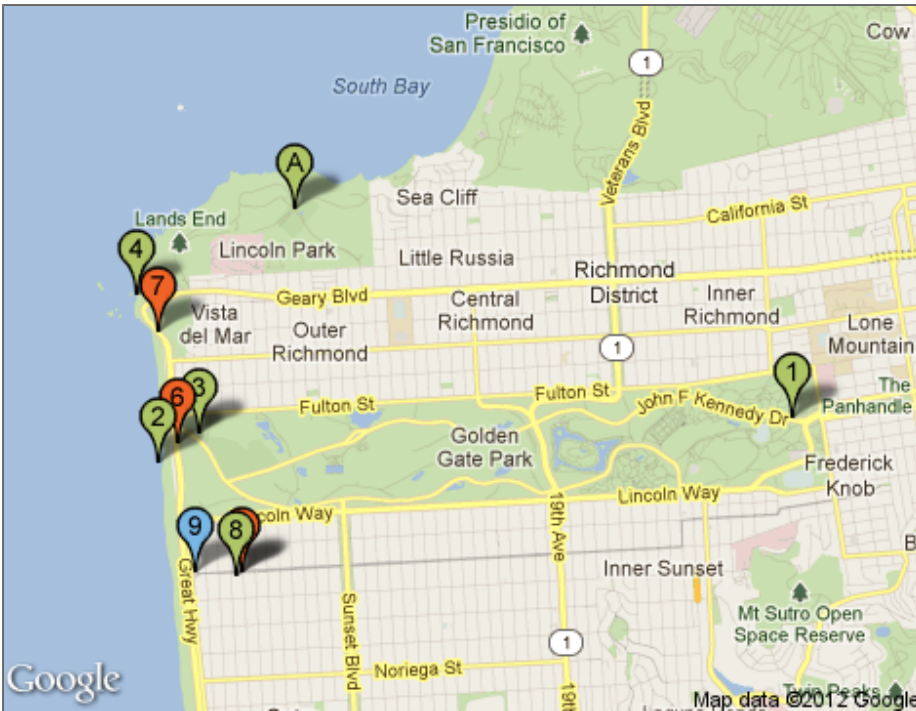 Presidio of
San Francisco
Cow
1
South Bay
Veterans Blvd
A
Sea Cliff
California St
Lands End
Lincoln Park
4
Little Russia
7
Geary Blvd
Richmond
District
Vista
del Mar
Central
Richmond
Inner
Richmond
Outer
Richmond
Lone
Mountain
1
1
3
6
2
Fulton St
Fulton St
John F Kennedy Dr
The
Panhandle
Golden
Gate Park
Frederick
Knob
Lincoln Way
coln Way
19th Ave
9
8
B
Great Hwy
Inner Sunset
Sunset Blvd
Mt Sutro Open
Space Reserve
1
Noriega St
19th
Google
Twin Peaks
Map data ©2012 Google